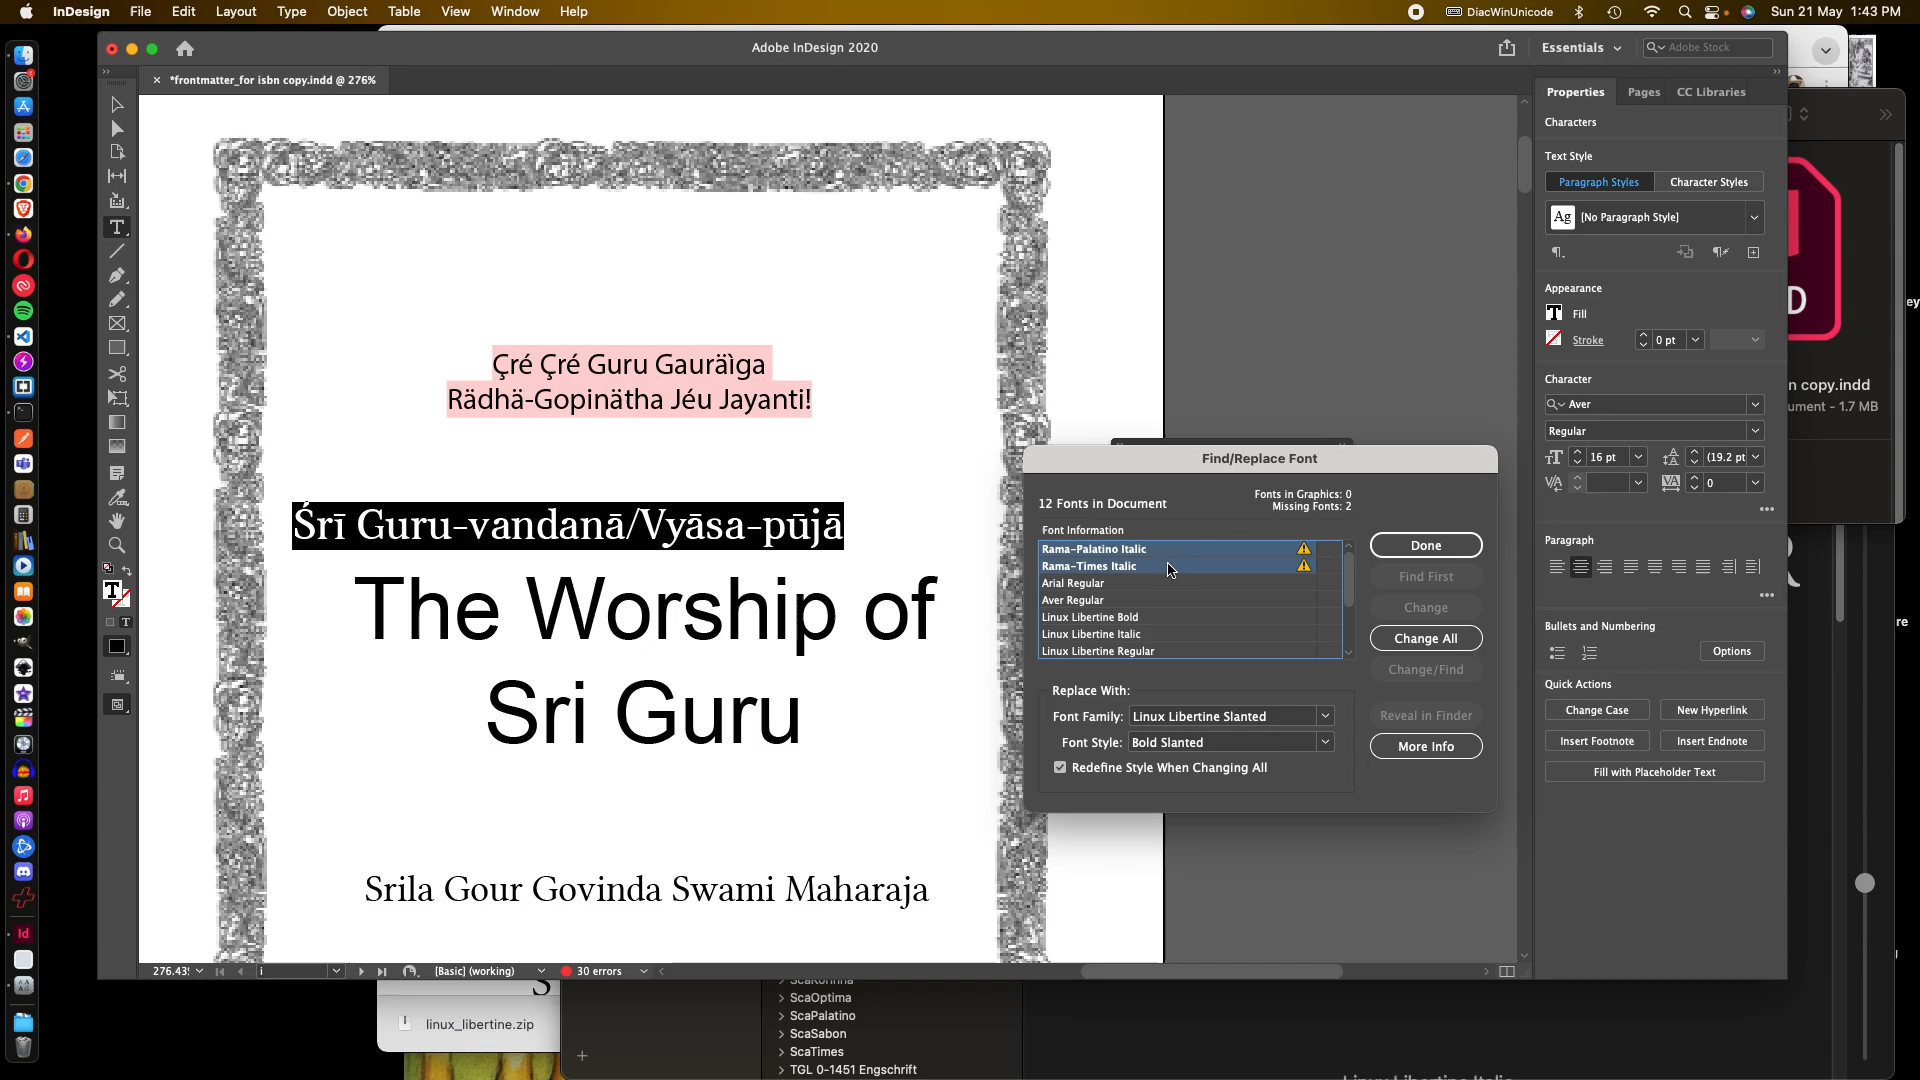 InDesign File Edit Layout Type Object Table View Window Help
DiacWinUnicode Sun 21 May 1:43 PM
Adobe InDesign 2020
Essentials
Adobe Stock
× *frontmatter_for isbn copy.indd @ 276%
Çré Çré Guru Gauräìga
Rädhä-Gopinätha Jéu Jayanti!
Śrī Guru-vandanā/Vyāsa-pūjā
The Worship of
Sri Guru
Srila Gour Govinda Swami Maharaja
Find/Replace Font
12 Fonts in Document
Fonts in Graphics: 0
Missing Fonts: 2
Font Information
Rama-Palatino Italic
Rama-Times Italic
Arial Regular
Aver Regular
Linux Libertine Bold
Linux Libertine Italic
Linux Libertine Regular
Done
Find First
Change
Change All
Change/Find
Reveal in Finder
More Info
Replace With:
Font Family: Linux Libertine Slanted
Font Style: Bold Slanted
Redefine Style When Changing All
Properties Pages CC Libraries
Characters
Text Style
Paragraph Styles Character Styles
Ag [No Paragraph Style]
Appearance
Fill
Stroke 0 pt
Character
Aver
Regular
16 pt (19.2 pt
0
Paragraph
Bullets and Numbering
Options
Quick Actions
Change Case New Hyperlink
Insert Footnote Insert Endnote
Fill with Placeholder Text
276.43 i [Basic] (working) 30 errors
D
n copy.indd
ument - 1.7 MB
ey
re
linux_libertine.zip
ScaKorinna
ScaOptima
ScaPalatino
ScaSabon
ScaTimes
TGL 0-1451 Engschrift
Id